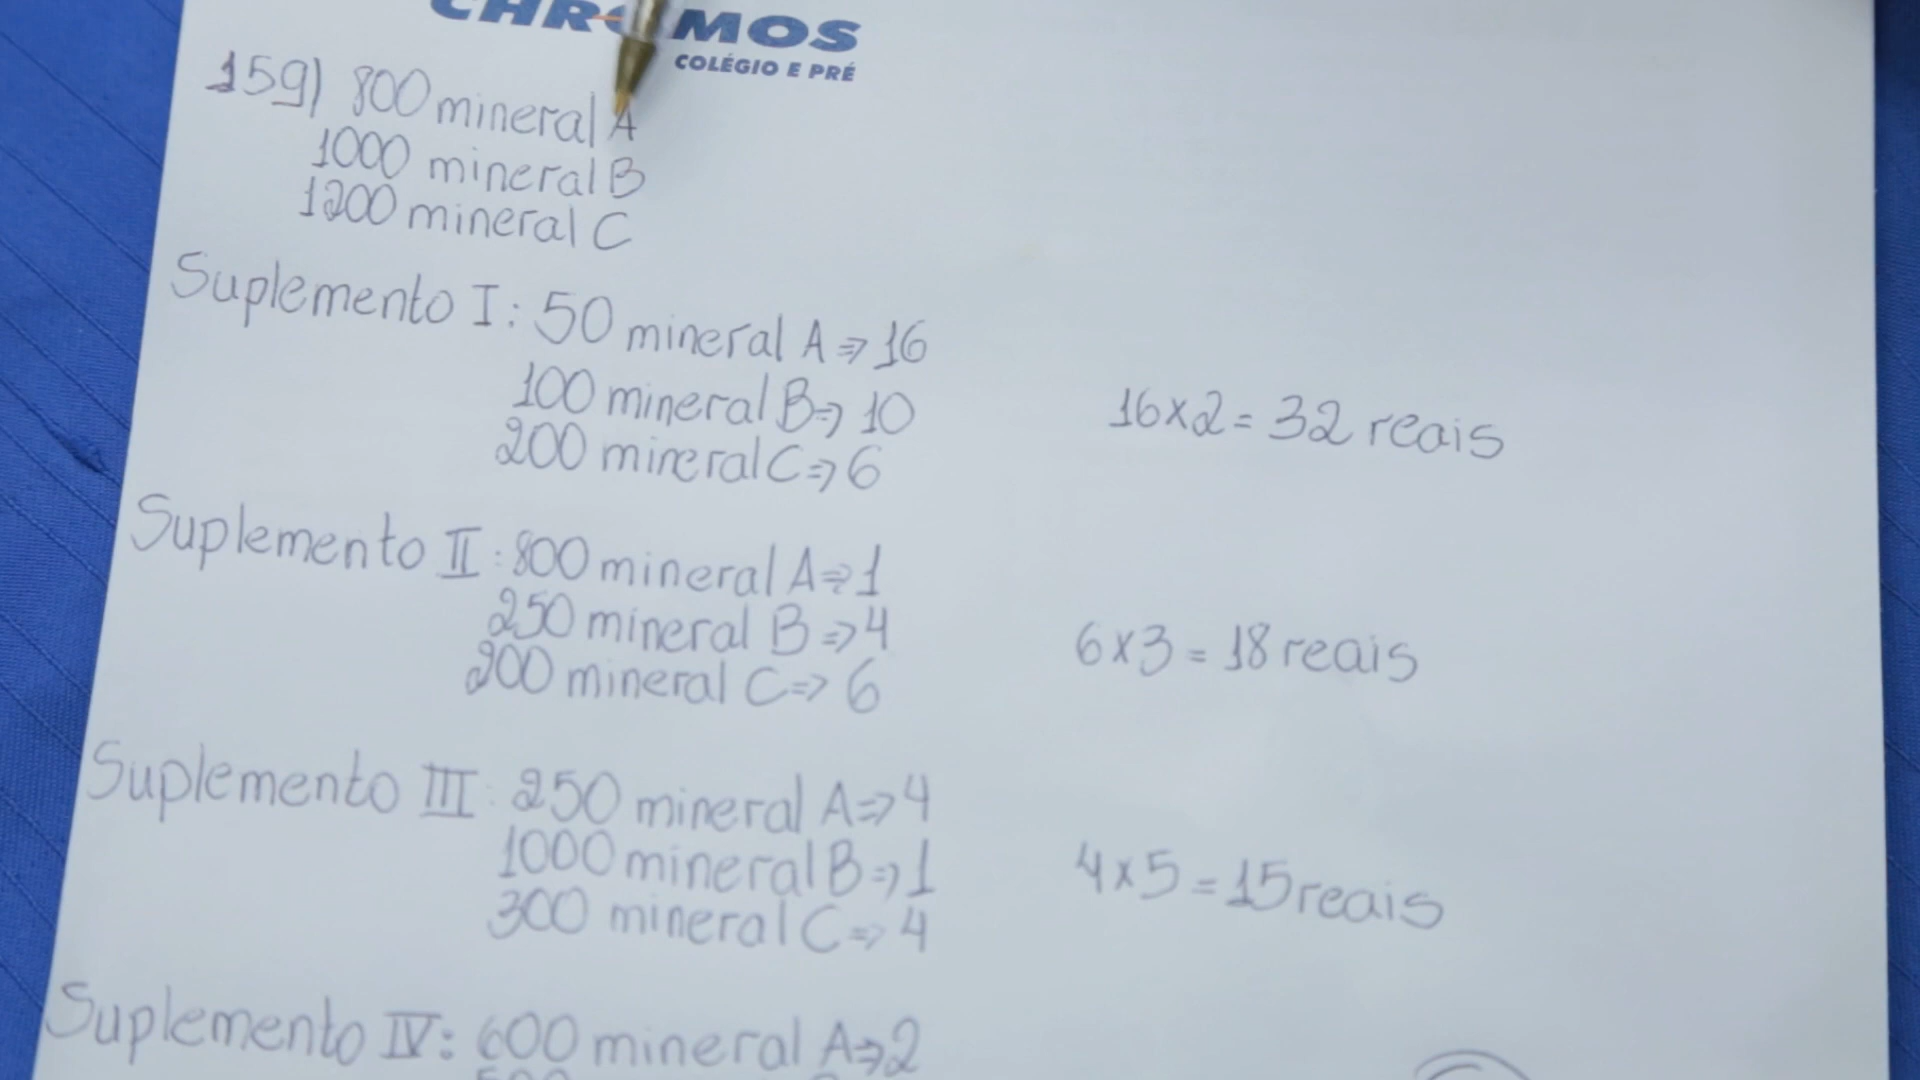 CHROMOS
COLÉGIO E PRÉ
159) 800 mineral A
1000 mineral B
1200 mineral C
Suplemento I: 50 mineral A => 16
100 mineral B => 10
200 mineral C => 6
16x2 = 32 reais
Suplemento II: 800 mineral A => 1
250 mineral B => 4
200 mineral C => 6
6x3 = 18 reais
Suplemento III: 250 mineral A => 4
1000 mineral B => 1
300 mineral C => 4
4x5 = 15 reais
Suplemento IV: 600 mineral A => 2